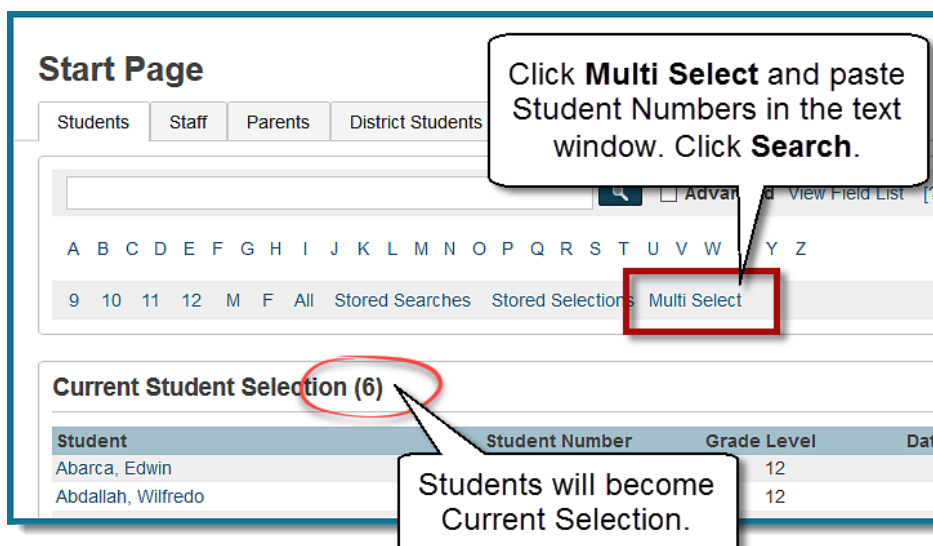 Start Page
Click Multi Select and paste
Student Numbers in the text
window. Click Search.
Students Staff Parents District Students
View Field List
A B C D E F G H I J K L M N O P Q R S T U V W Y Z
9 10 11 12 M F All Stored Searches Stored Selections Multi Select
Current Student Selection (6)
Student Student Number Grade Level
Abarca, Edwin 12
Abdallah, Wilfredo 12
Students will become
Current Selection.